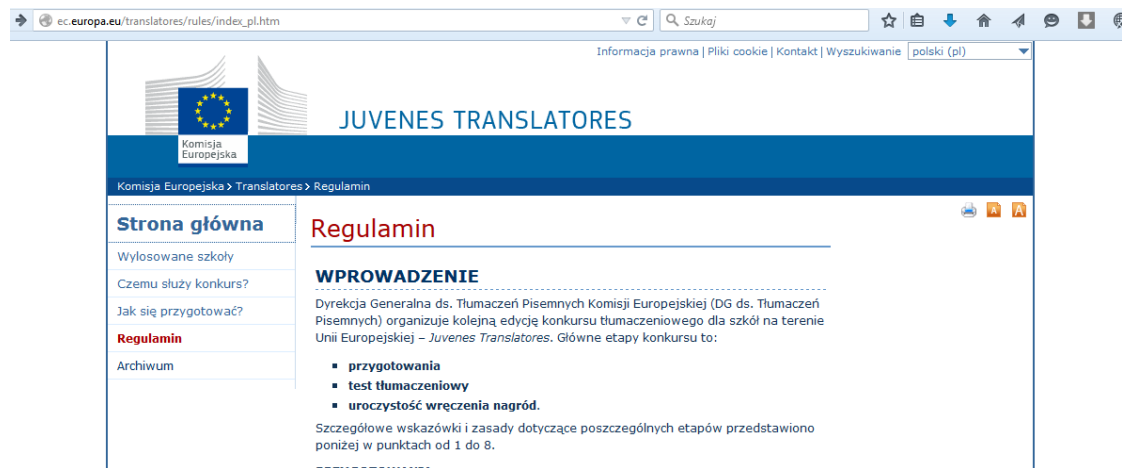 ec.europa.eu/translatores/rules/index_pl.htm
Szukaj
Informacja prawna | Pliki cookie | Kontakt | Wyszukiwanie polski (pl)
JUVENES TRANSLATORES
Komisja
Europejska
Komisja Europejska > Translatores > Regulamin
Strona główna
Wylosowane szkoły
Czemu służy konkurs?
Jak się przygotować?
Regulamin
Archiwum
A A
Regulamin
WPROWADZENIE
Dyrekcja Generalna ds. Tłumaczeń Pisemnych Komisji Europejskiej (DG ds. Tłumaczeń
Pisemnych) organizuje kolejną edycję konkursu tłumaczeniowego dla szkół na terenie
Unii Europejskiej – Juvenes Translatores. Główne etapy konkursu to:
▪ przygotowania
▪ test tłumaczeniowy
▪ uroczystość wręczenia nagród.
Szczegółowe wskazówki i zasady dotyczące poszczególnych etapów przedstawiono
poniżej w punktach od 1 do 8.